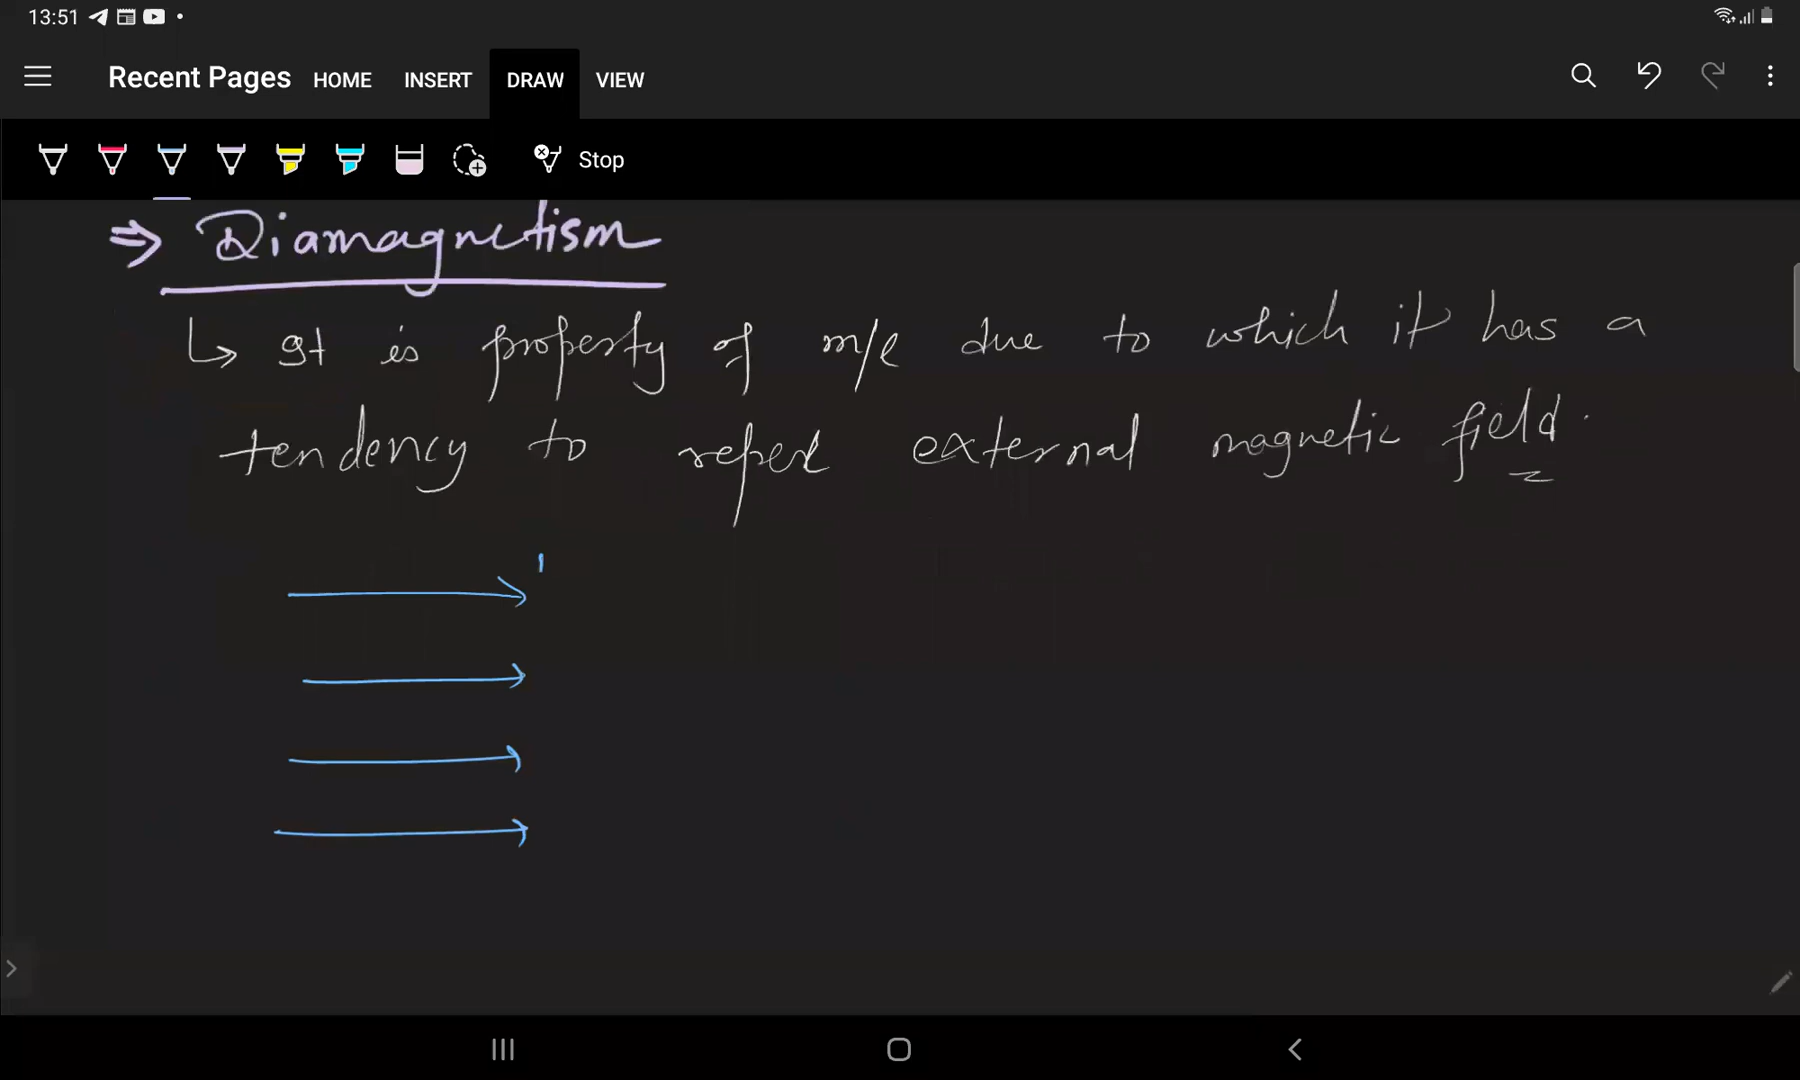 13:51
Recent Pages HOME INSERT DRAW VIEW
Stop
⇒ Diamagnetism
↳ It is property of m/l due to which it has a
tendency to repel external magnetic field.